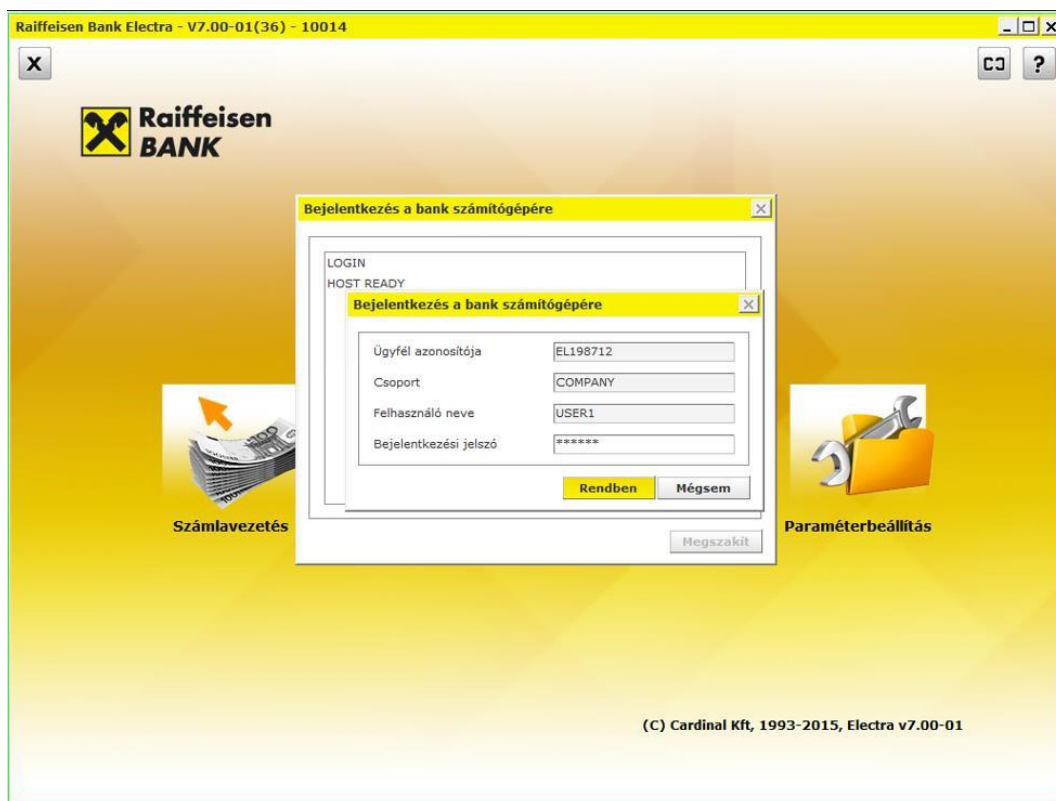 Raiffeisen Bank Electra - V7.00-01(36) - 10014
X
?
Raiffeisen
BANK
Bejelentkezés a bank számítógépére
LOGIN
HOST READY
Bejelentkezés a bank számítógépére
Ügyfél azonosítója EL198712
Csoport COMPANY
Felhasználó neve USER1
Bejelentkezési jelszó ******
Rendben Mégsem
Megszakít
Számlavezetés
Paraméterbeállítás
(C) Cardinal Kft, 1993-2015, Electra v7.00-01